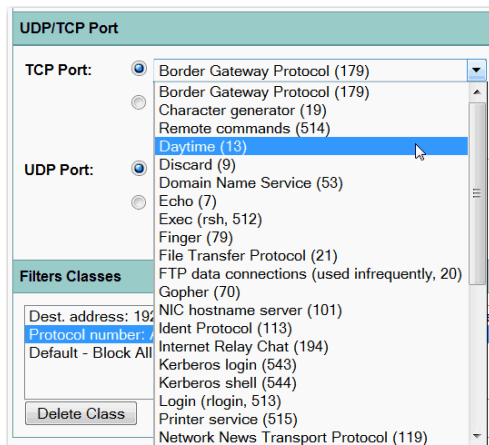 UDP/TCP Port
TCP Port:
Border Gateway Protocol (179)
Border Gateway Protocol (179)
Character generator (19)
Remote commands (514)
Daytime (13)
UDP Port:
Discard (9)
Domain Name Service (53)
Echo (7)
Exec (rsh, 512)
Finger (79)
File Transfer Protocol (21)
Filters Classes
FTP data connections (used infrequently, 20)
Gopher (70)
NIC hostname server (101)
Dest. address: 192
Ident Protocol (113)
Protocol number:
Internet Relay Chat (194)
Default - Block All
Kerberos login (543)
Kerberos shell (544)
Login (rlogin, 513)
Delete Class
Printer service (515)
Network News Transport Protocol (119)